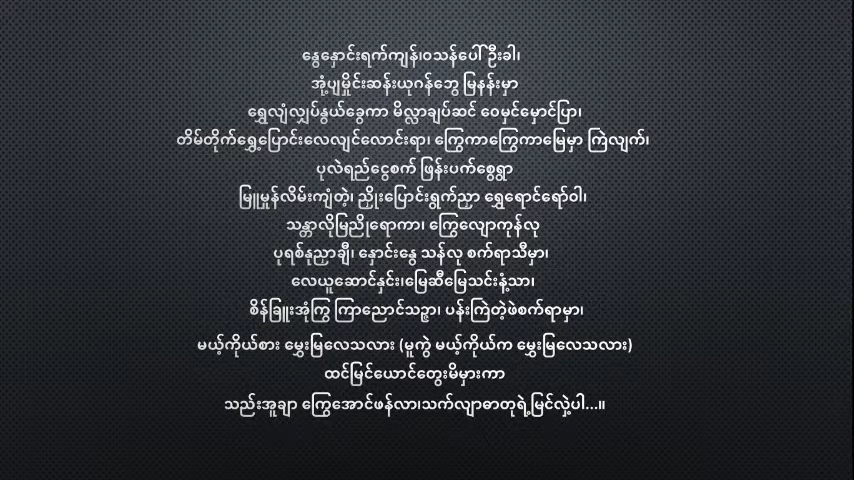 နွေနှောင်းရက်ကျန်၊ဝသန်ပေါ် ဦးခါ၊
အုံ့ပျမှိုင်းဆန်းယုဂန်ဘွေ မြနန်းမှာ
ရွှေလျံလျှပ်နွယ်ခွေကာ မိလ္လာချပ်ဆင် ဝေမှင်မှောင်ပြာ၊
တိမ်တိုက်ရွှေ့ပြောင်းလေလျင်လောင်းရာ၊ ကြွေကာကြွေကာမြေမှာ ကြဲလျက်၊
ပုလဲရည်ငွေစက် ဖြန်းပက်စွေရွာ
မြူမှုန်လိမ်းကျံတဲ့၊ ညှိုးပြောင်းရွက်ညှာ ရွှေရောင်ရော်ဝါ၊
သန္တာလိုမြညိုရောကာ၊ ကြွေလျောကုန်လု
ပုရစ်နုညှာချီ၊ နှောင်းနွေ သန်လု စက်ရာသီမှာ၊
လေယူဆောင်နှင်း၊မြေဆီမြေသင်းနံ့သာ၊
စိန်ခြူးအုံကြွ ကြာညောင်သဉ္ဇာ၊ ပန်းကြဲတဲ့ဖဲစက်ရာမှာ၊
မယ့်ကိုယ်စား မွှေးမြလေသလား (မူကွဲ မယ့်ကိုယ်က မွှေးမြလေသလား)
ထင်မြင်ယောင်တွေးမိမှားကာ
သည်းအူချာ ကြွေအောင်ဖန်လာ၊သက်လျာဓာတုရဲ့မြင်လှဲ့ပါ...။